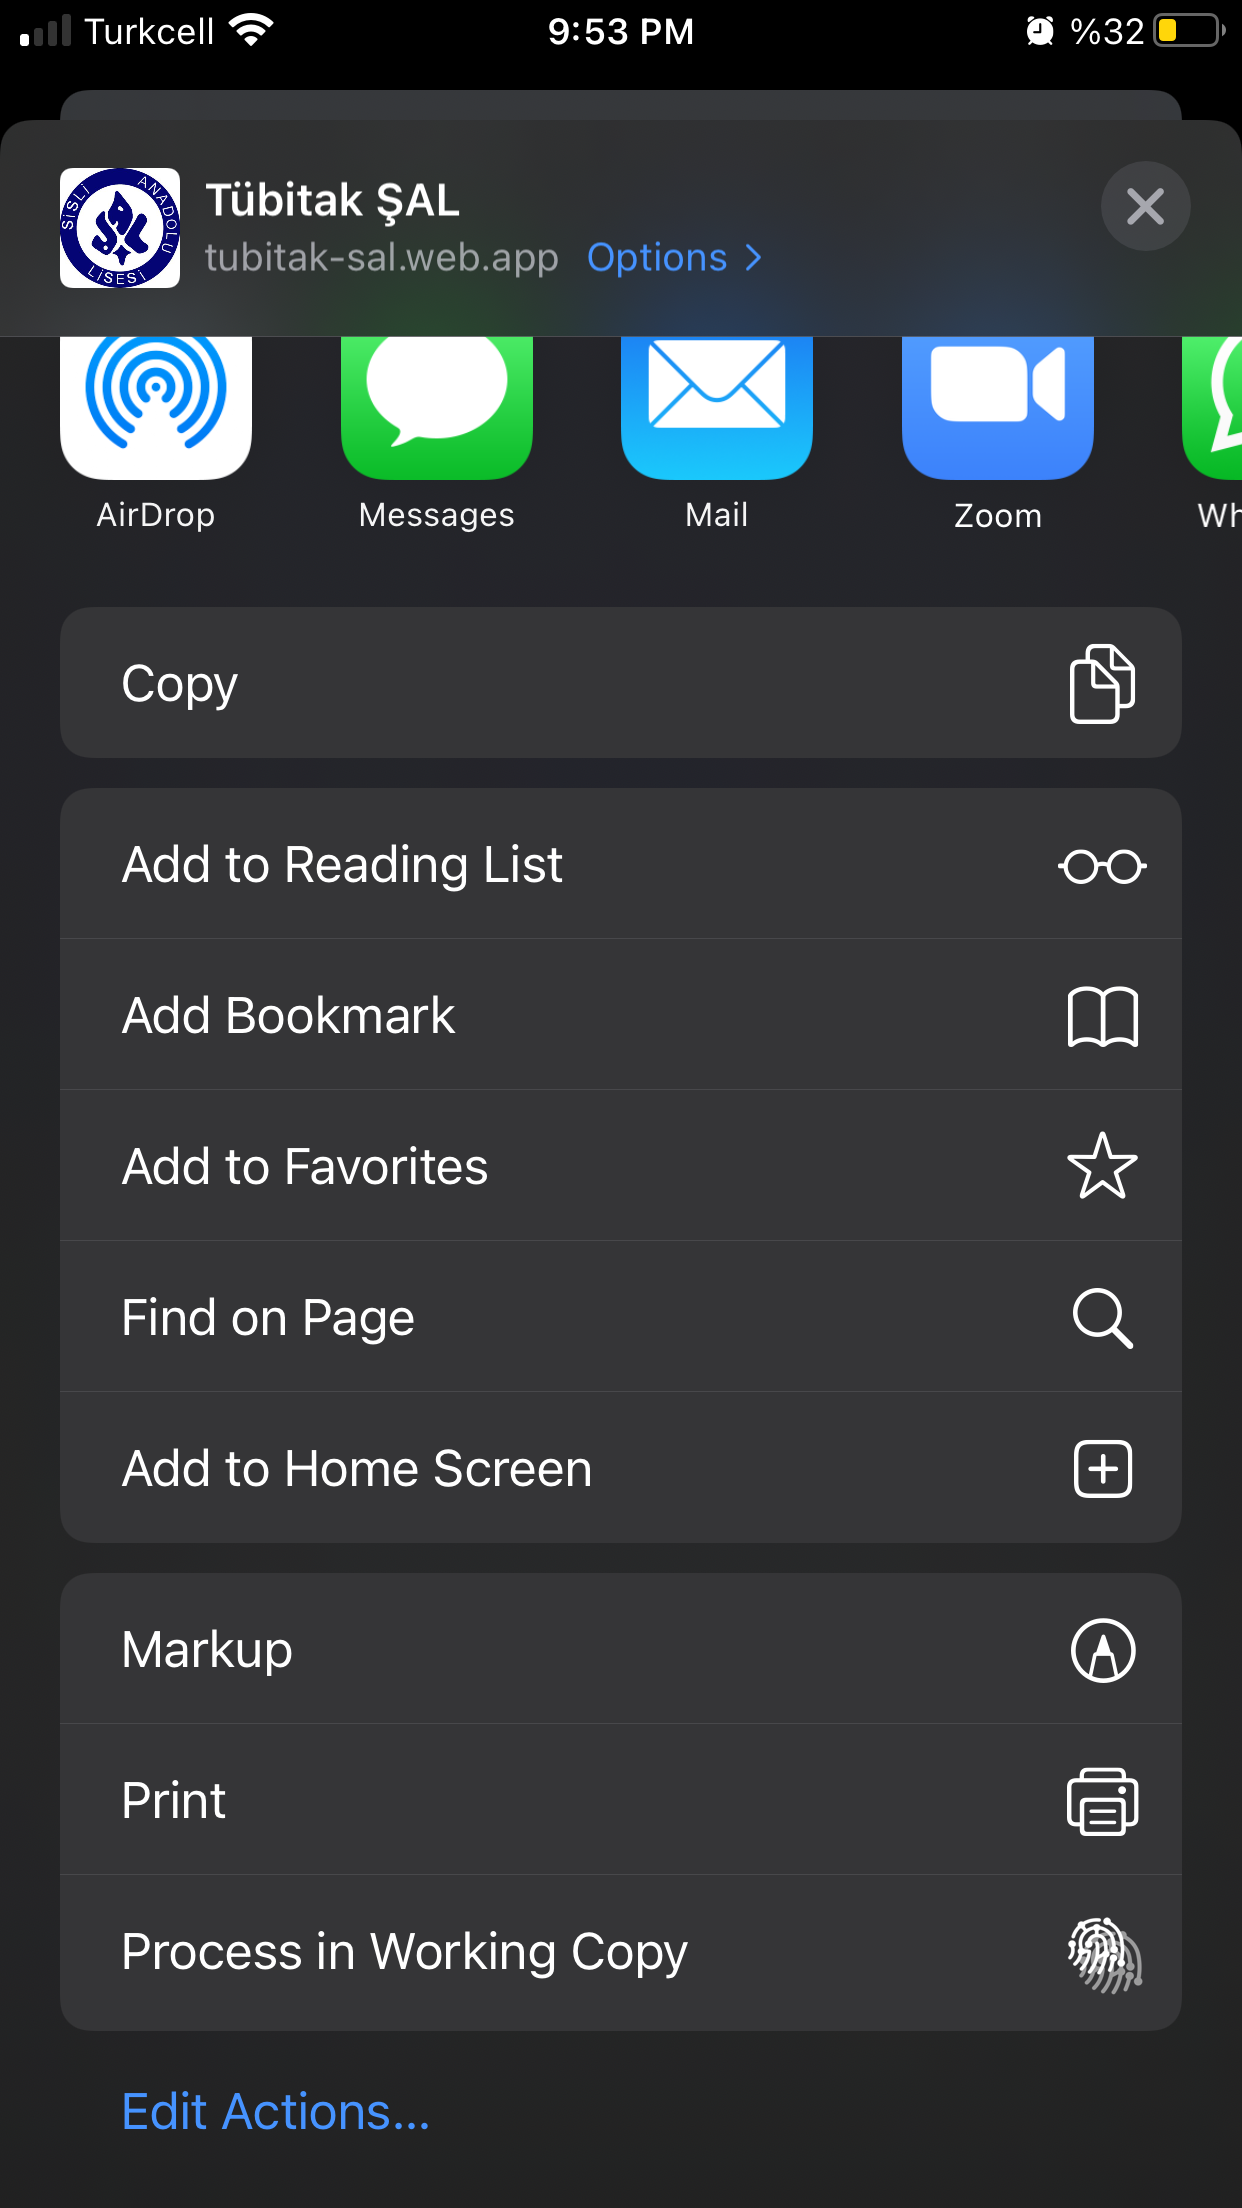 Turkcell 9:53 PM %32
ŞİŞLİ ANADOLU LİSESİ
Tübitak ŞAL
tubitak-sal.web.app Options
AirDrop Messages Mail Zoom Wh
Copy
Add to Reading List
Add Bookmark
Add to Favorites
Find on Page
Add to Home Screen
Markup
Print
Process in Working Copy
Edit Actions...